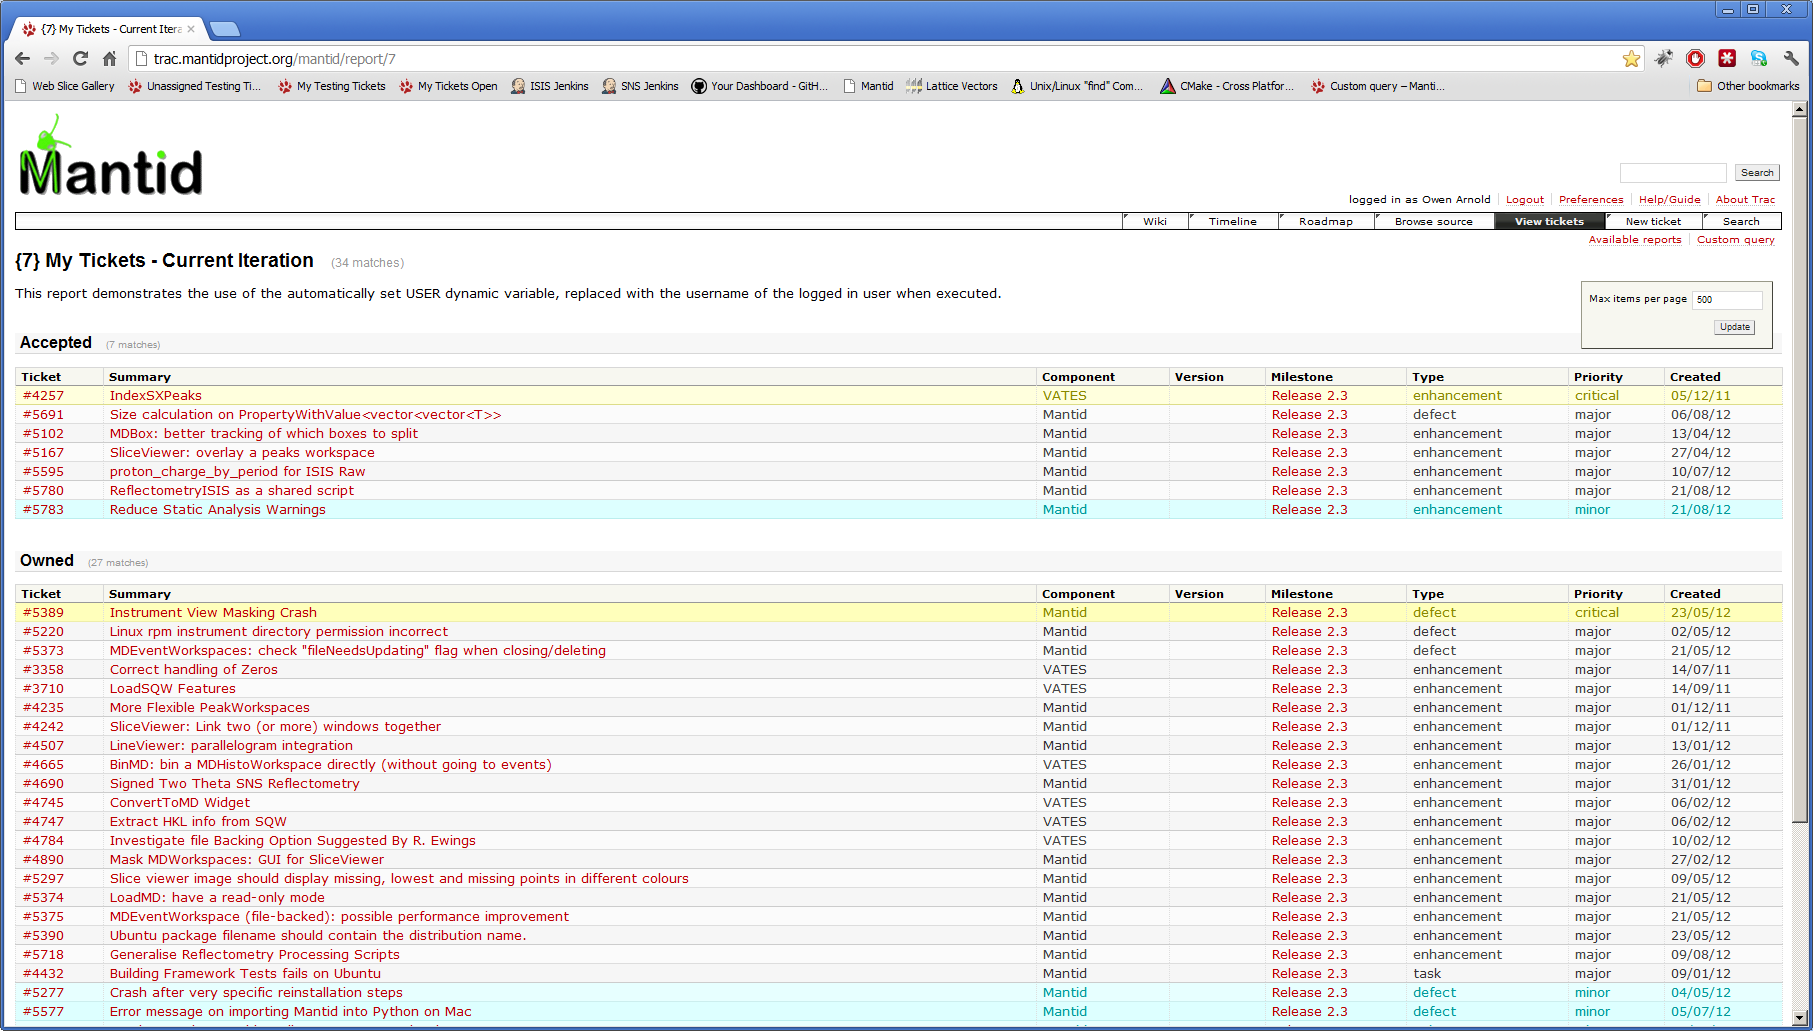 {7} My Tickets - Current Itera
trac.mantidproject.org/mantid/report/7
Web Slice Gallery Unassigned Testing Ti... My Testing Tickets My Tickets Open ISIS Jenkins SNS Jenkins Your Dashboard - GitH... Mantid Lattice Vectors Unix/Linux "find" Com... CMake - Cross Platfor... Custom query – Manti... Other bookmarks
Mantid
Search
logged in as Owen Arnold Logout Preferences Help/Guide About Trac
Wiki Timeline Roadmap Browse source View tickets New ticket Search
Available reports Custom query
{7} My Tickets - Current Iteration (34 matches)
This report demonstrates the use of the automatically set USER dynamic variable, replaced with the username of the logged in user when executed.
Max items per page 500
Update
Accepted (7 matches)
Ticket Summary Component Version Milestone Type Priority Created
#4257 IndexSXPeaks VATES Release 2.3 enhancement critical 05/12/11
#5691 Size calculation on PropertyWithValue<vector<vector<T>> Mantid Release 2.3 defect major 06/08/12
#5102 MDBox: better tracking of which boxes to split Mantid Release 2.3 enhancement major 13/04/12
#5167 SliceViewer: overlay a peaks workspace Mantid Release 2.3 enhancement major 27/04/12
#5595 proton_charge_by_period for ISIS Raw Mantid Release 2.3 enhancement major 10/07/12
#5780 ReflectometryISIS as a shared script Mantid Release 2.3 enhancement major 21/08/12
#5783 Reduce Static Analysis Warnings Mantid Release 2.3 enhancement minor 21/08/12
Owned (27 matches)
Ticket Summary Component Version Milestone Type Priority Created
#5389 Instrument View Masking Crash Mantid Release 2.3 defect critical 23/05/12
#5220 Linux rpm instrument directory permission incorrect Mantid Release 2.3 defect major 02/05/12
#5373 MDEventWorkspaces: check "fileNeedsUpdating" flag when closing/deleting Mantid Release 2.3 defect major 21/05/12
#3358 Correct handling of Zeros VATES Release 2.3 enhancement major 14/07/11
#3710 LoadSQW Features VATES Release 2.3 enhancement major 14/09/11
#4235 More Flexible PeakWorkspaces Mantid Release 2.3 enhancement major 01/12/11
#4242 SliceViewer: Link two (or more) windows together Mantid Release 2.3 enhancement major 01/12/11
#4507 LineViewer: parallelogram integration Mantid Release 2.3 enhancement major 13/01/12
#4665 BinMD: bin a MDHistoWorkspace directly (without going to events) VATES Release 2.3 enhancement major 26/01/12
#4690 Signed Two Theta SNS Reflectometry Mantid Release 2.3 enhancement major 31/01/12
#4745 ConvertToMD Widget VATES Release 2.3 enhancement major 06/02/12
#4747 Extract HKL info from SQW VATES Release 2.3 enhancement major 06/02/12
#4784 Investigate file Backing Option Suggested By R. Ewings VATES Release 2.3 enhancement major 10/02/12
#4890 Mask MDWorkspaces: GUI for SliceViewer Mantid Release 2.3 enhancement major 27/02/12
#5297 Slice viewer image should display missing, lowest and missing points in different colours Mantid Release 2.3 enhancement major 09/05/12
#5374 LoadMD: have a read-only mode Mantid Release 2.3 enhancement major 21/05/12
#5375 MDEventWorkspace (file-backed): possible performance improvement Mantid Release 2.3 enhancement major 21/05/12
#5390 Ubuntu package filename should contain the distribution name. Mantid Release 2.3 enhancement major 23/05/12
#5718 Generalise Reflectometry Processing Scripts Mantid Release 2.3 enhancement major 09/08/12
#4432 Building Framework Tests fails on Ubuntu Mantid Release 2.3 task major 09/01/12
#5277 Crash after very specific reinstallation steps Mantid Release 2.3 defect minor 04/05/12
#5577 Error message on importing Mantid into Python on Mac Mantid Release 2.3 defect minor 05/07/12